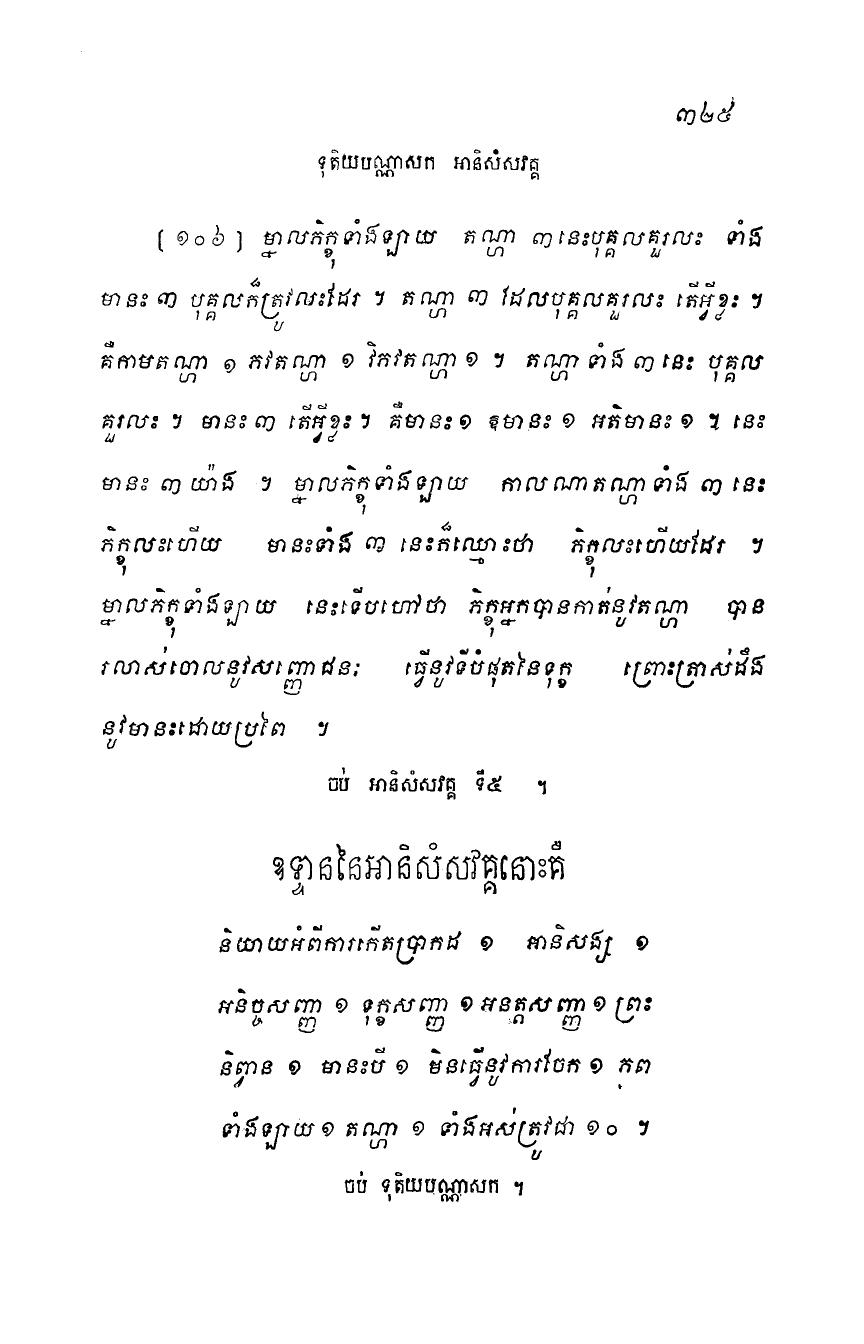 ៣២៥
ទុតិយបណ្ណាសក អានិសំសវគ្គ
(១០៦) ម្នាលភិក្ខុទាំងឡាយ តណ្ហា ៣ នេះបុគ្គលគួរលះ ទាំង
មានះ ៣ បុគ្គលក៏ត្រូវលះដែរ ។ តណ្ហា ៣ ដែលបុគ្គលគួរលះ តើអ្វីខ្លះ ។
គឺកាមតណ្ហា ១ ភវតណ្ហា ១ វិភវតណ្ហា ១ ។ តណ្ហាទាំង ៣ នេះ បុគ្គល
គួរលះ ។ មានះ ៣ តើអ្វីខ្លះ ។ គឺមានះ ១ ឱមានះ ១ អតិមានះ ១ ។ នេះ
មានះ ៣ យ៉ាង ។ ម្នាលភិក្ខុទាំងឡាយ កាលណាតណ្ហាទាំង ៣ នេះ
ភិក្ខុលះហើយ មានះទាំង ៣ នេះក៏ឈ្មោះថា ភិក្ខុលះហើយដែរ ។
ម្នាលភិក្ខុទាំងឡាយ នេះទើបហៅថា ភិក្ខុអ្នកបានកាត់នូវតណ្ហា បាន
រលាស់ចោលនូវសញ្ញោជនៈ ធ្វើនូវទីបំផុតនៃទុក្ខ ព្រោះត្រាស់ដឹង
នូវមានះដោយប្រពៃ ។
ចប់ អានិសំសវគ្គ ទី៥ ។
ឧទ្ទាននៃអានិសំសវគ្គនោះគឺ
និយាយអំពីការកើតប្រាកដ ១ អានិសង្ស ១
អនិច្ចសញ្ញា ១ ទុក្ខសញ្ញា ១ អនត្តសញ្ញា ១ ព្រះ
និព្វាន ១ មានះបី ១ មិនធ្វើនូវការចែក ១ ភព
ទាំងឡាយ ១ តណ្ហា ១ ទាំងអស់ត្រូវជា ១០ ។
ចប់ ទុតិយបណ្ណាសក ។